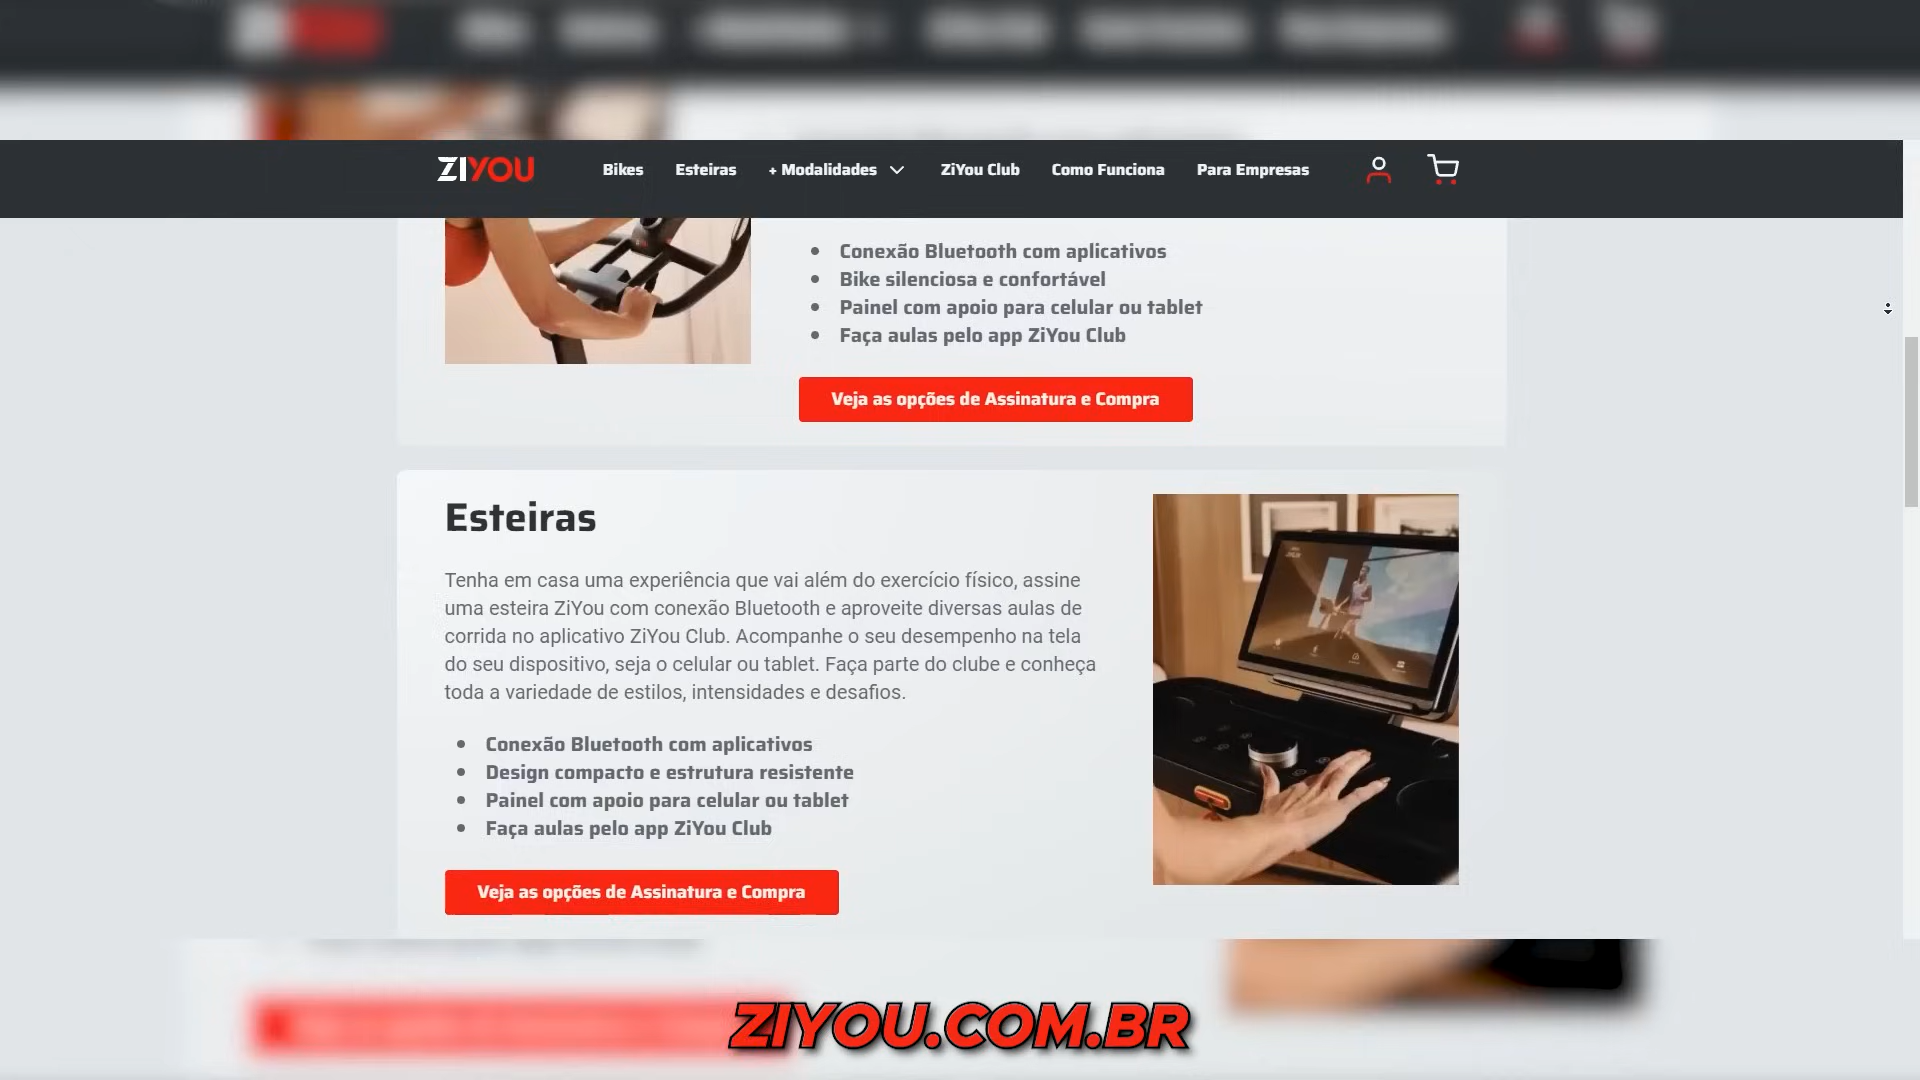 ZIYOU
Bikes
Esteiras
+ Modalidades
ZiYou Club
Como Funciona
Para Empresas
Conexão Bluetooth com aplicativos
Bike silenciosa e confortável
Painel com apoio para celular ou tablet
Faça aulas pelo app ZiYou Club
Veja as opções de Assinatura e Compra
Esteiras
Tenha em casa uma experiência que vai além do exercício físico, assine
uma esteira ZiYou com conexão Bluetooth e aproveite diversas aulas de
corrida no aplicativo ZiYou Club. Acompanhe o seu desempenho na tela
do seu dispositivo, seja o celular ou tablet. Faça parte do clube e conheça
toda a variedade de estilos, intensidades e desafios.
Conexão Bluetooth com aplicativos
Design compacto e estrutura resistente
Painel com apoio para celular ou tablet
Faça aulas pelo app ZiYou Club
Veja as opções de Assinatura e Compra
ZIYOU.COM.BR